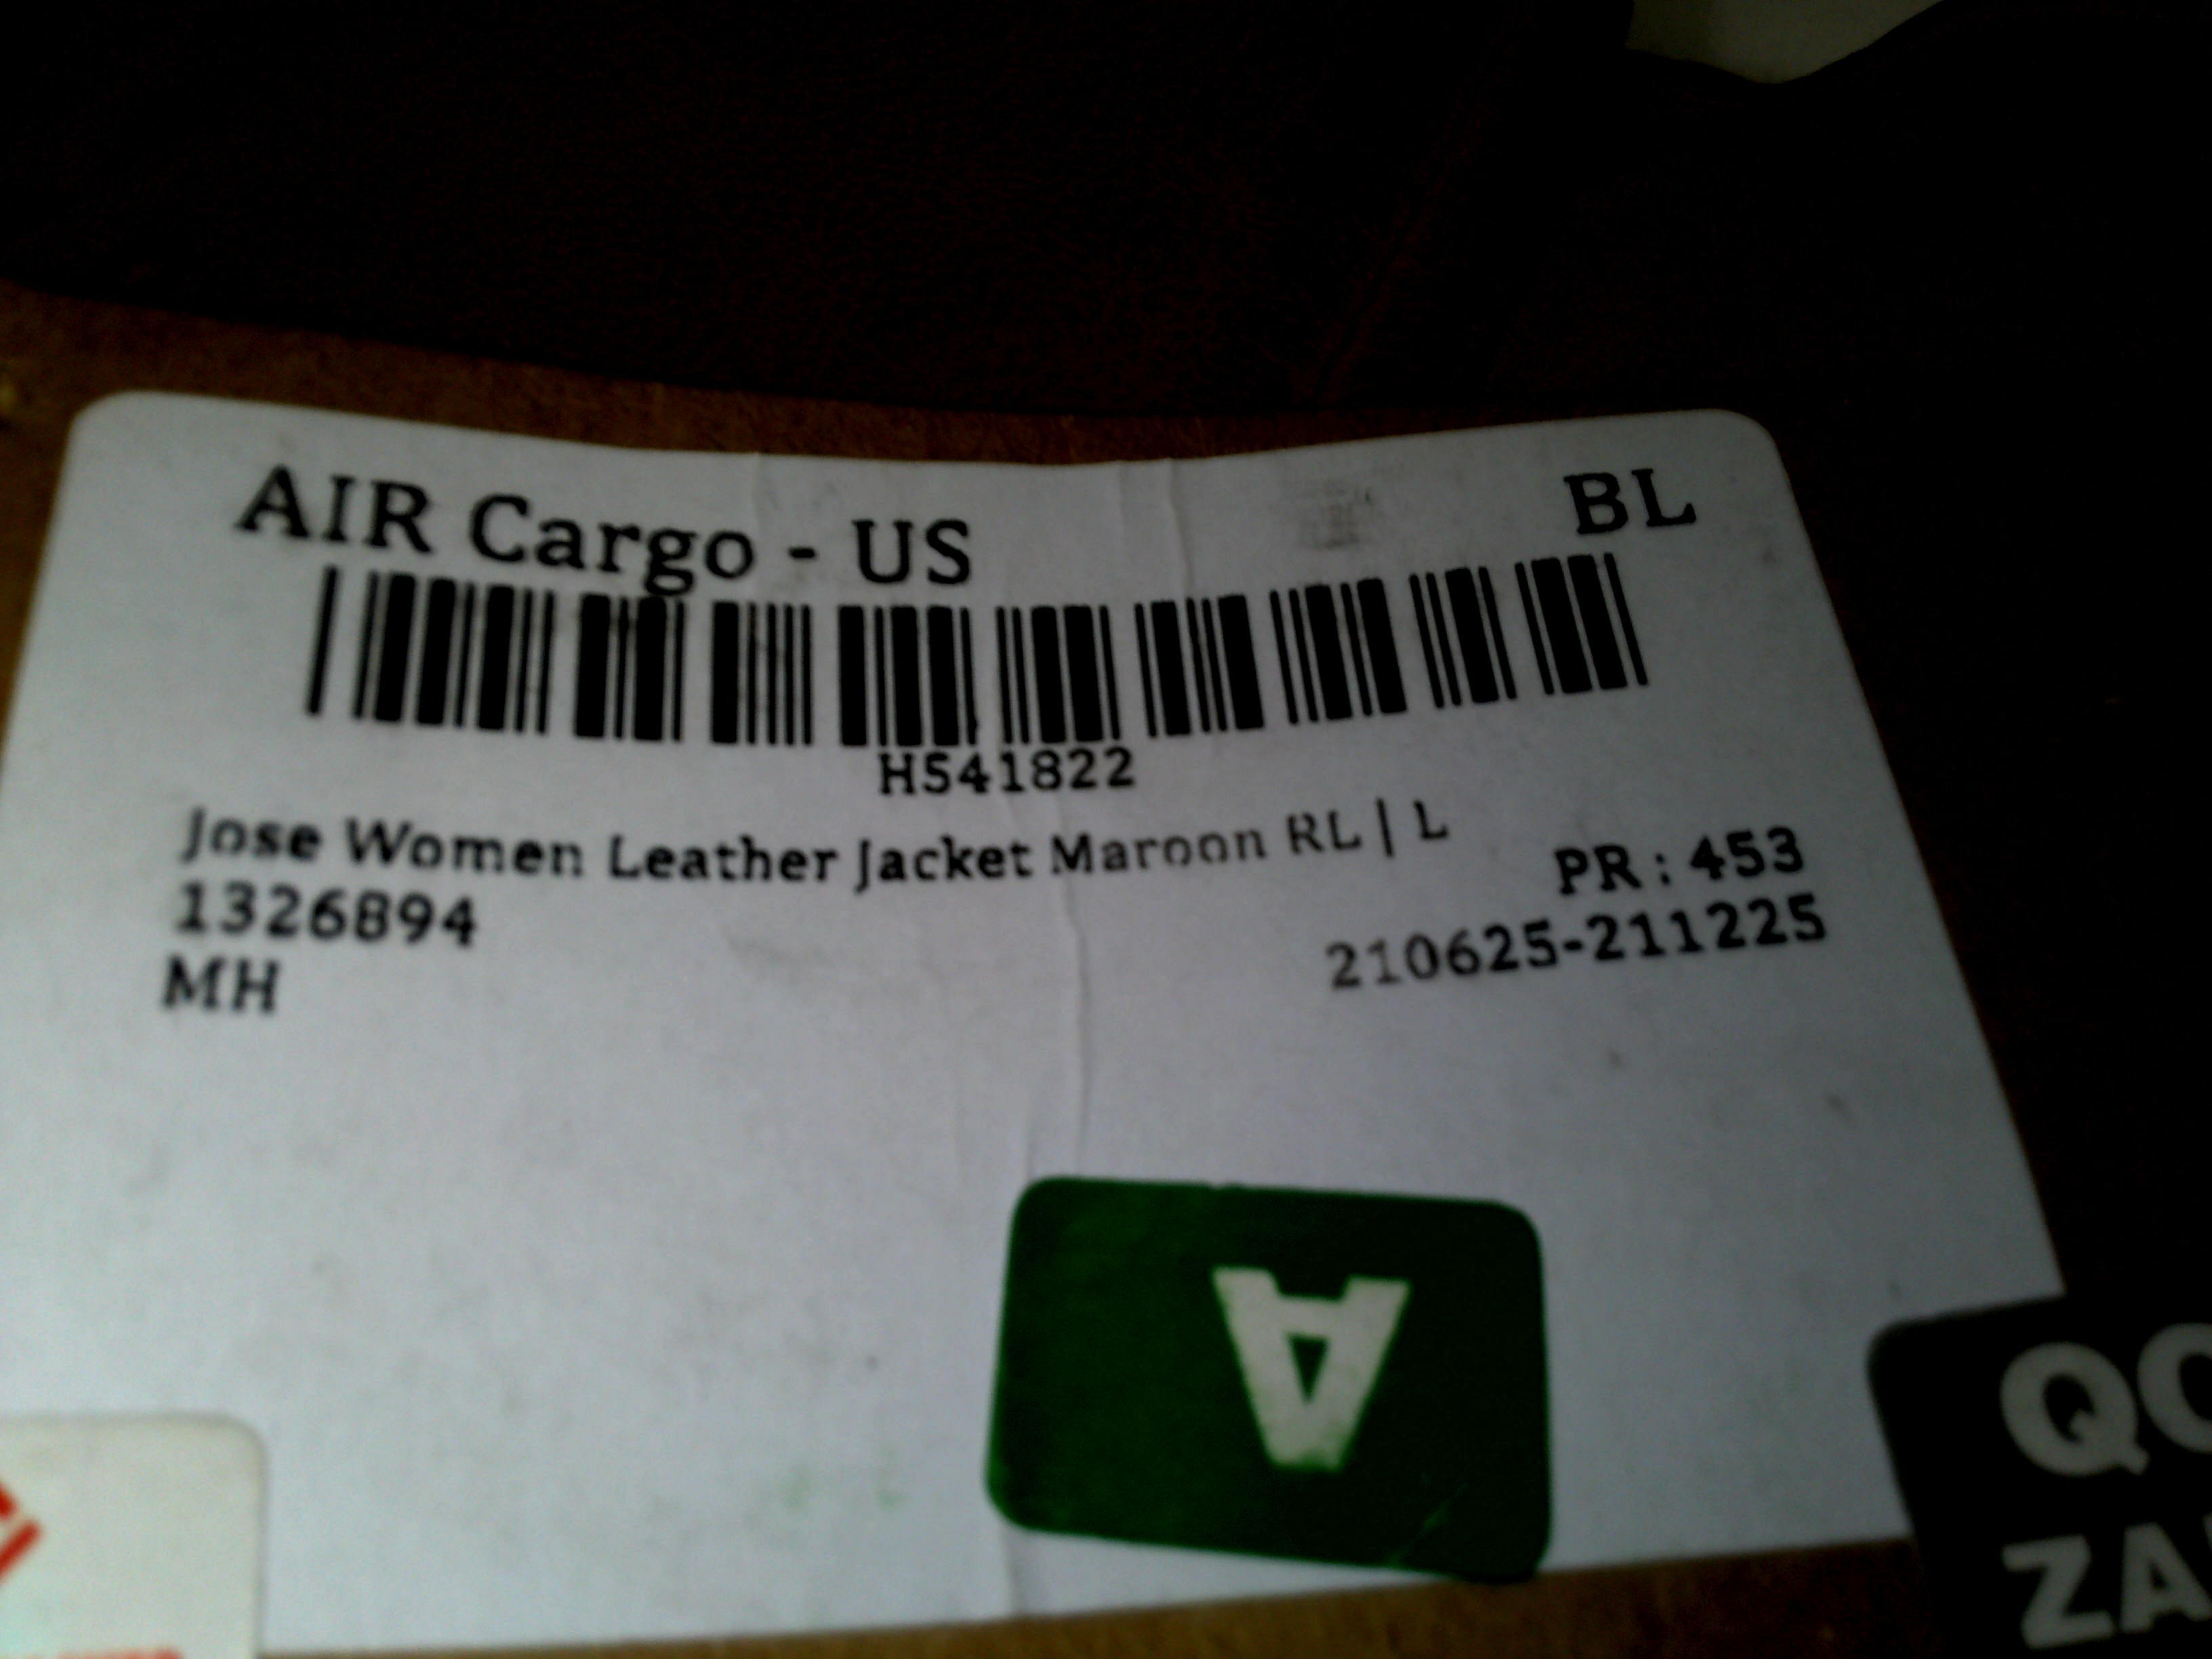 AIR Cargo - US
BL
H541822
Jose Women Leather Jacket Maroon RL | L
PR : 453
1326894
210625-211225
MH
A